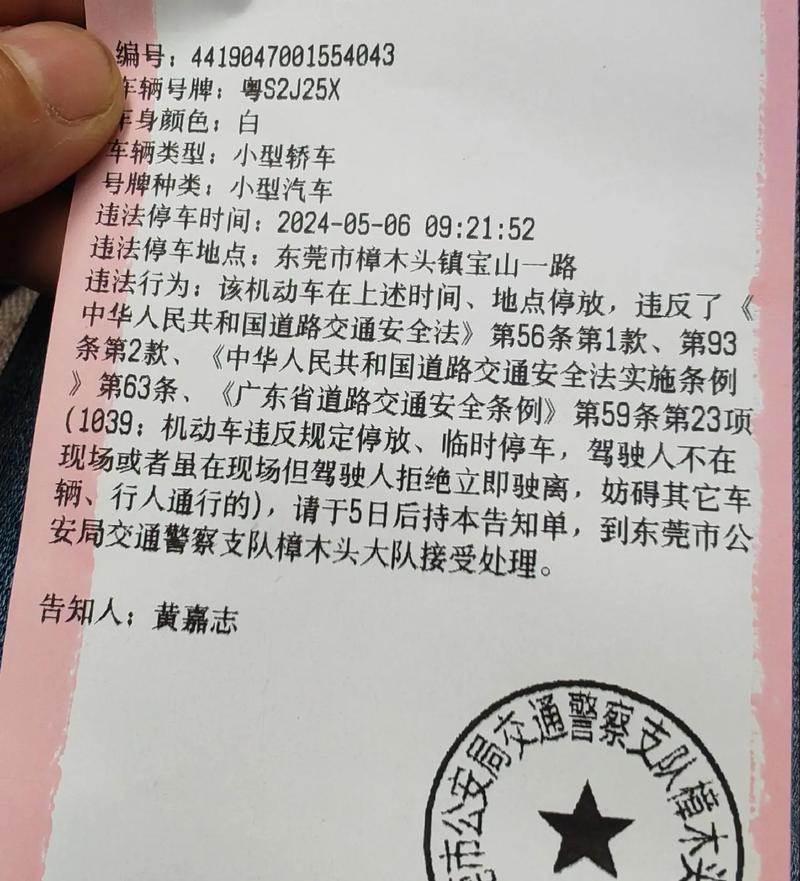 编号：4419047001554043
车辆号牌：粤S2J25X
车身颜色：白
车辆类型：小型轿车
号牌种类：小型汽车
违法停车时间：2024-05-06 09:21:52
违法停车地点：东莞市樟木头镇宝山一路
违法行为：该机动车在上述时间、地点停放，违反了《
中华人民共和国道路交通安全法》第56条第1款、第93
条第2款、《中华人民共和国道路交通安全法实施条例
》第63条、《广东省道路交通安全条例》第59条第23项
(1039：机动车违反规定停放、临时停车，驾驶人不在
现场或者虽在现场但驾驶人拒绝立即驶离，妨碍其它车
辆、行人通行的)，请于5日后持本告知单，到东莞市公
安局交通警察支队樟木头大队接受处理。
告知人：黄嘉志
莞市公安局交通警察支队樟木头